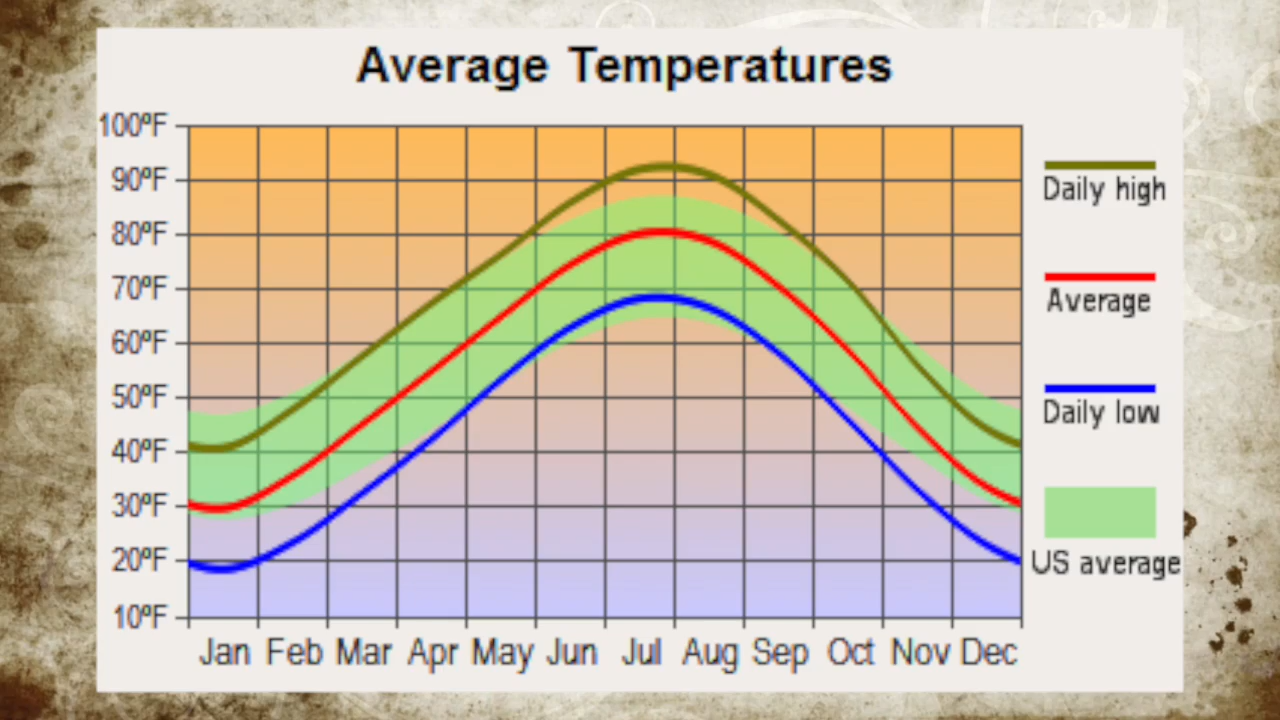 Average Temperatures
100ºF
90ºF
80ºF
70ºF
60ºF
50ºF
40ºF
30ºF
20ºF
10ºF
Jan Feb Mar Apr May Jun Jul Aug Sep Oct Nov Dec
Daily high
Average
Daily low
US average